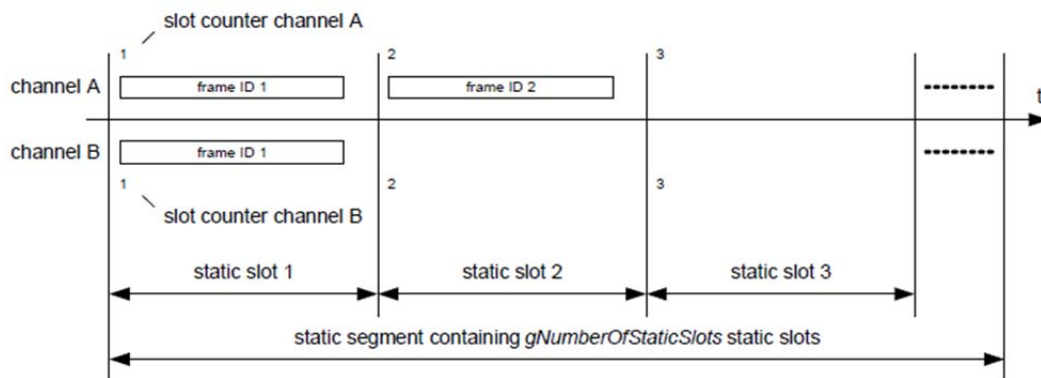 slot counter channel A
1 2 3
channel A frame ID 1 frame ID 2
t
channel B frame ID 1
1 2 3
slot counter channel B
static slot 1 static slot 2 static slot 3
static segment containing gNumberOfStaticSlots static slots